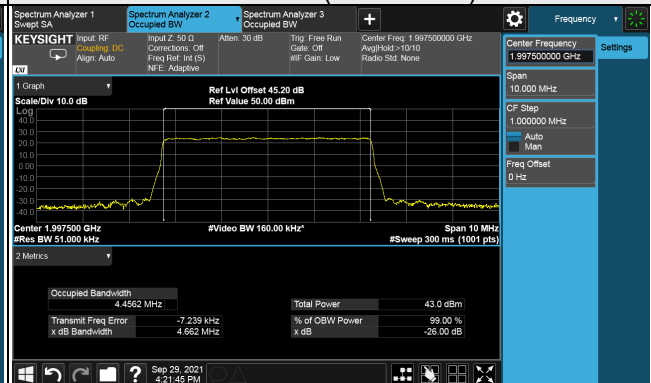 Spectrum Analyzer 1
Swept SA
Spectrum Analyzer 2
Occupied BW
Spectrum Analyzer 3
Occupied BW
+
Frequency
KEYSIGHT
LXI
Input: RF
Coupling: DC
Align: Auto
Input Z: 50 Ω
Corrections: Off
Freq Ref: Int (S)
NFE: Adaptive
Atten: 30 dB
Trig: Free Run
Gate: Off
#IF Gain: Low
Center Freq: 1.997500000 GHz
Avg|Hold:>10/10
Radio Std: None
Center Frequency
1.997500000 GHz
Settings
Span
10.000 MHz
CF Step
1.000000 MHz
Auto
Man
Freq Offset
0 Hz
1 Graph
Scale/Div 10.0 dB
Ref Lvl Offset 45.20 dB
Ref Value 50.00 dBm
Log
40.0
30.0
20.0
10.0
0.00
-10.0
-20.0
-30.0
-40.0
Center 1.997500 GHz
#Res BW 51.000 kHz
#Video BW 160.00 kHz*
Span 10 MHz
#Sweep 300 ms (1001 pts)
2 Metrics
Occupied Bandwidth
4.4562 MHz
Total Power 43.0 dBm
Transmit Freq Error -7.239 kHz
% of OBW Power 99.00 %
x dB Bandwidth 4.662 MHz
x dB -26.00 dB
?
Sep 29, 2021
4:21:45 PM